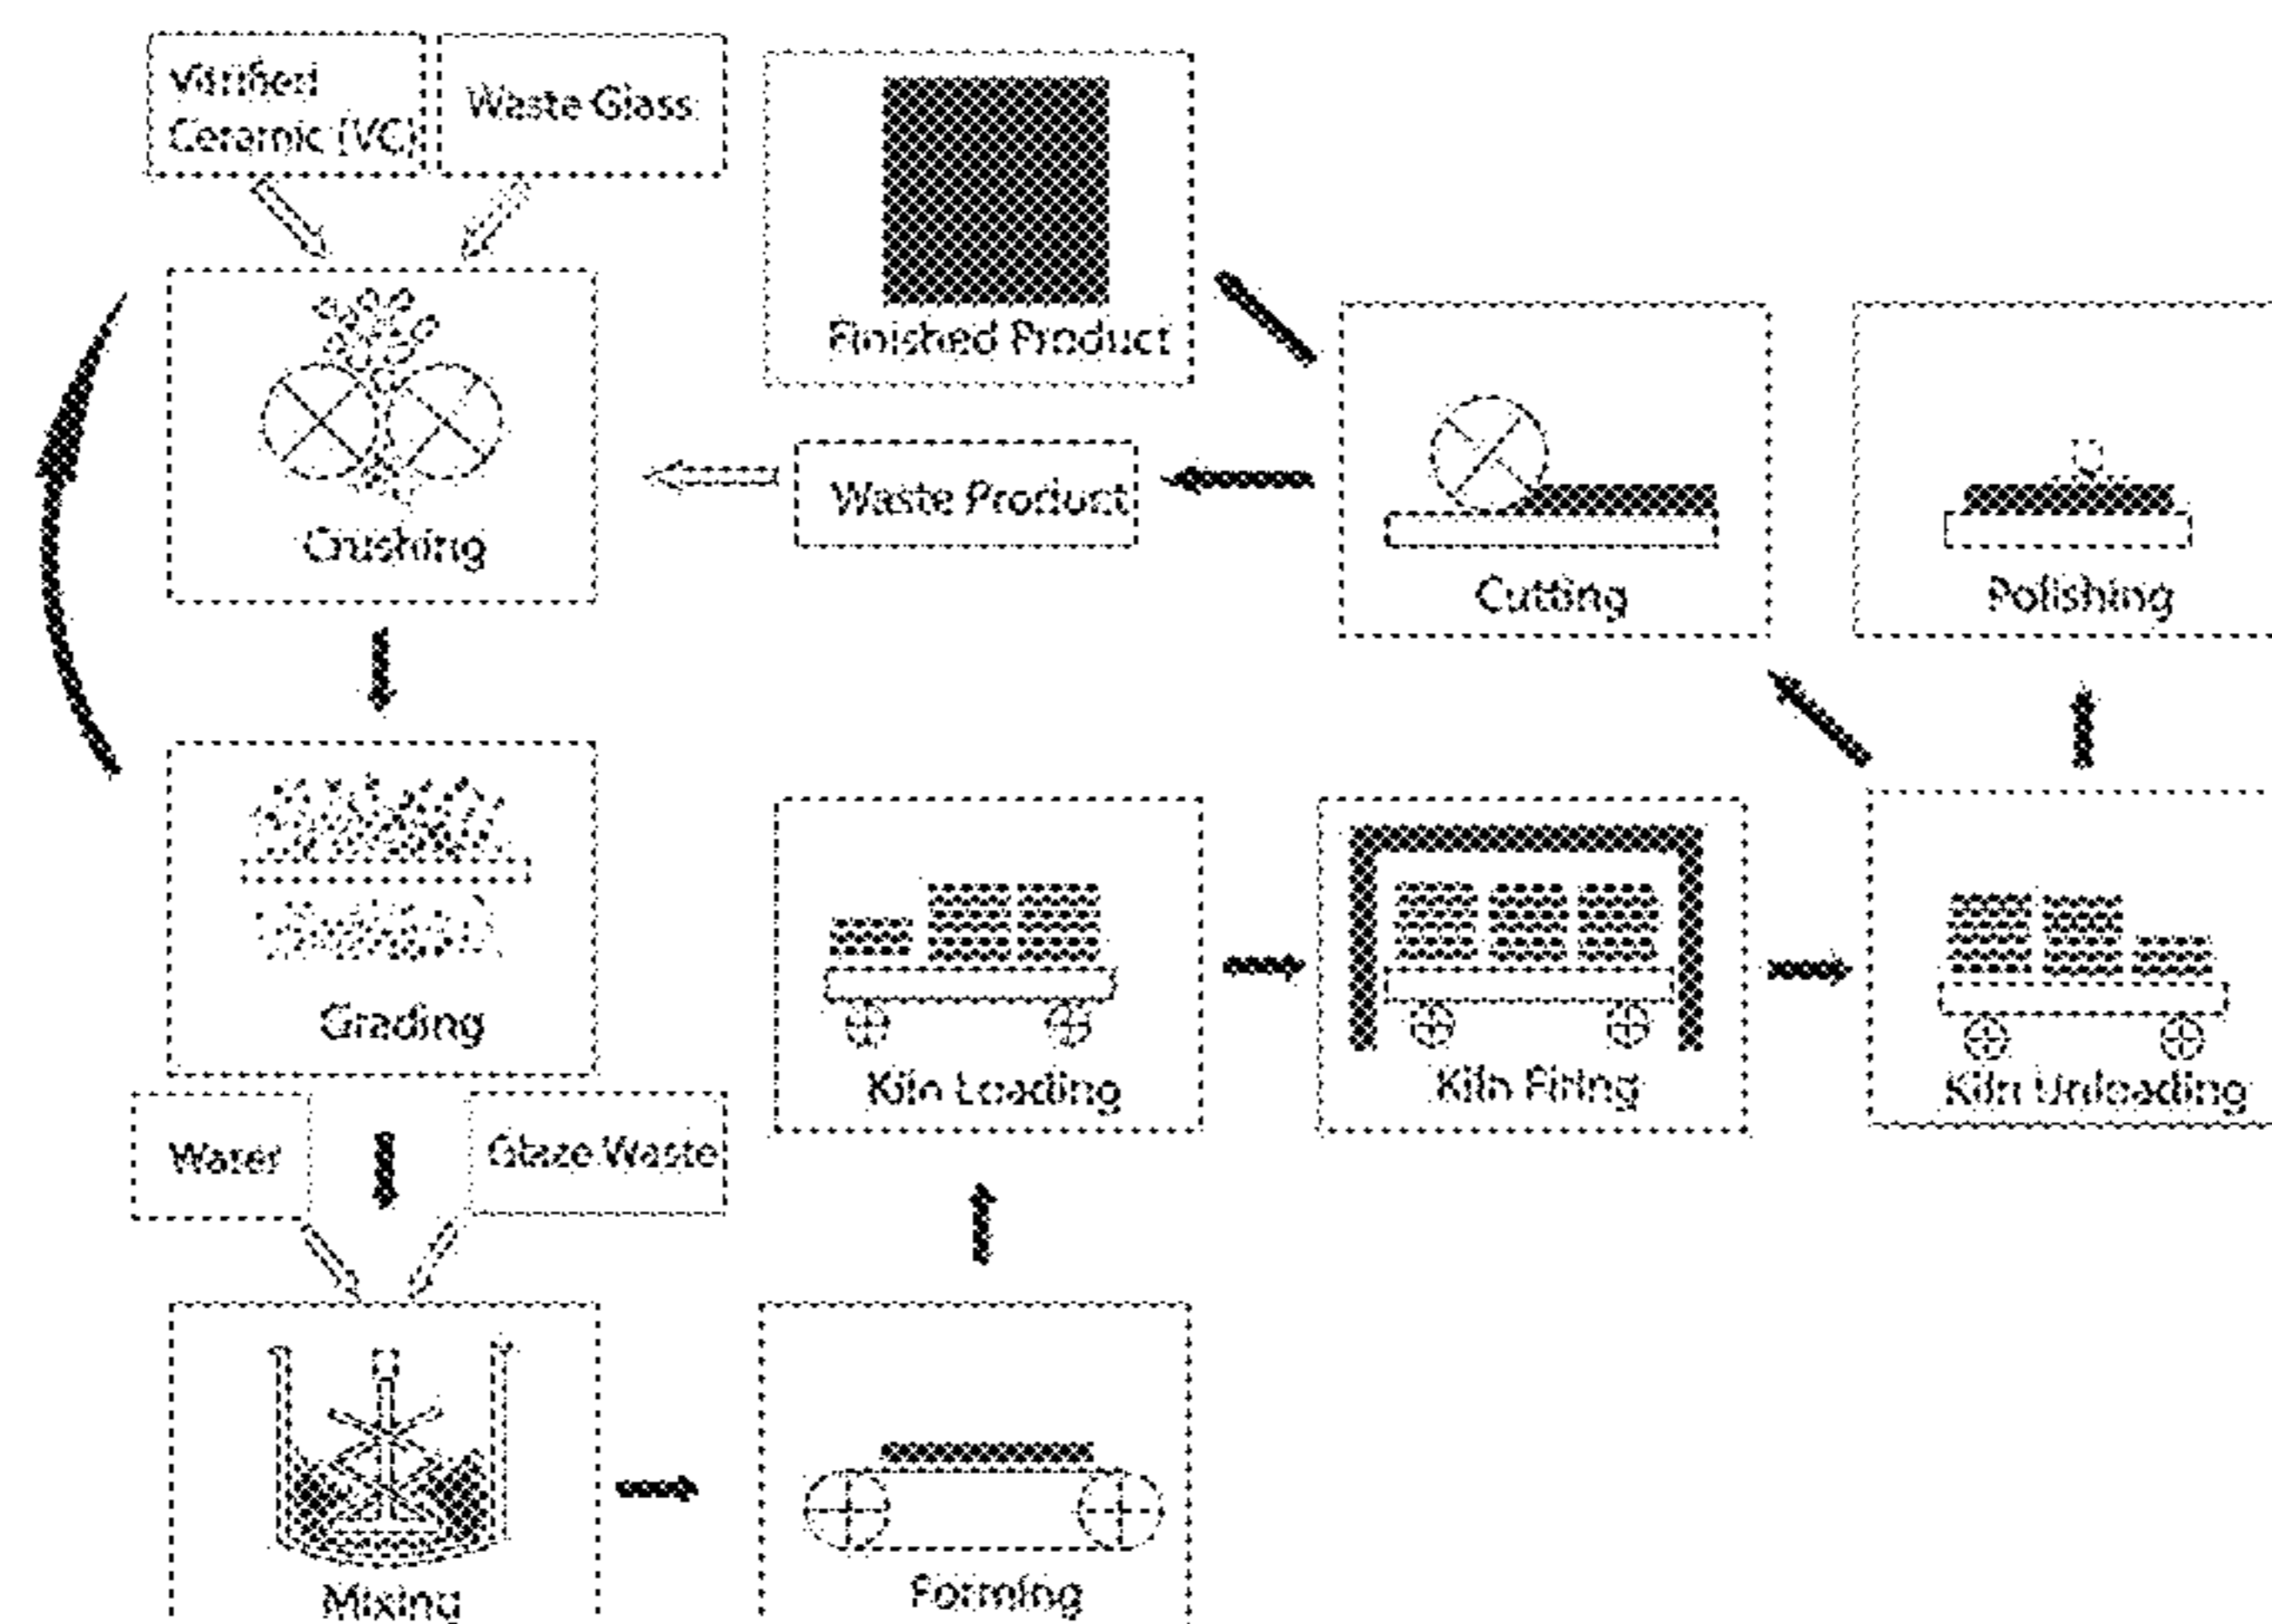 Vitrified
Ceramic (VC)
Waste Glass
Finished Product
Crushing
Waste Product
Cutting
Polishing
Grading
Kiln Loading
Kiln Firing
Kiln Unloading
Water
Glaze Waste
Mixing
Forming